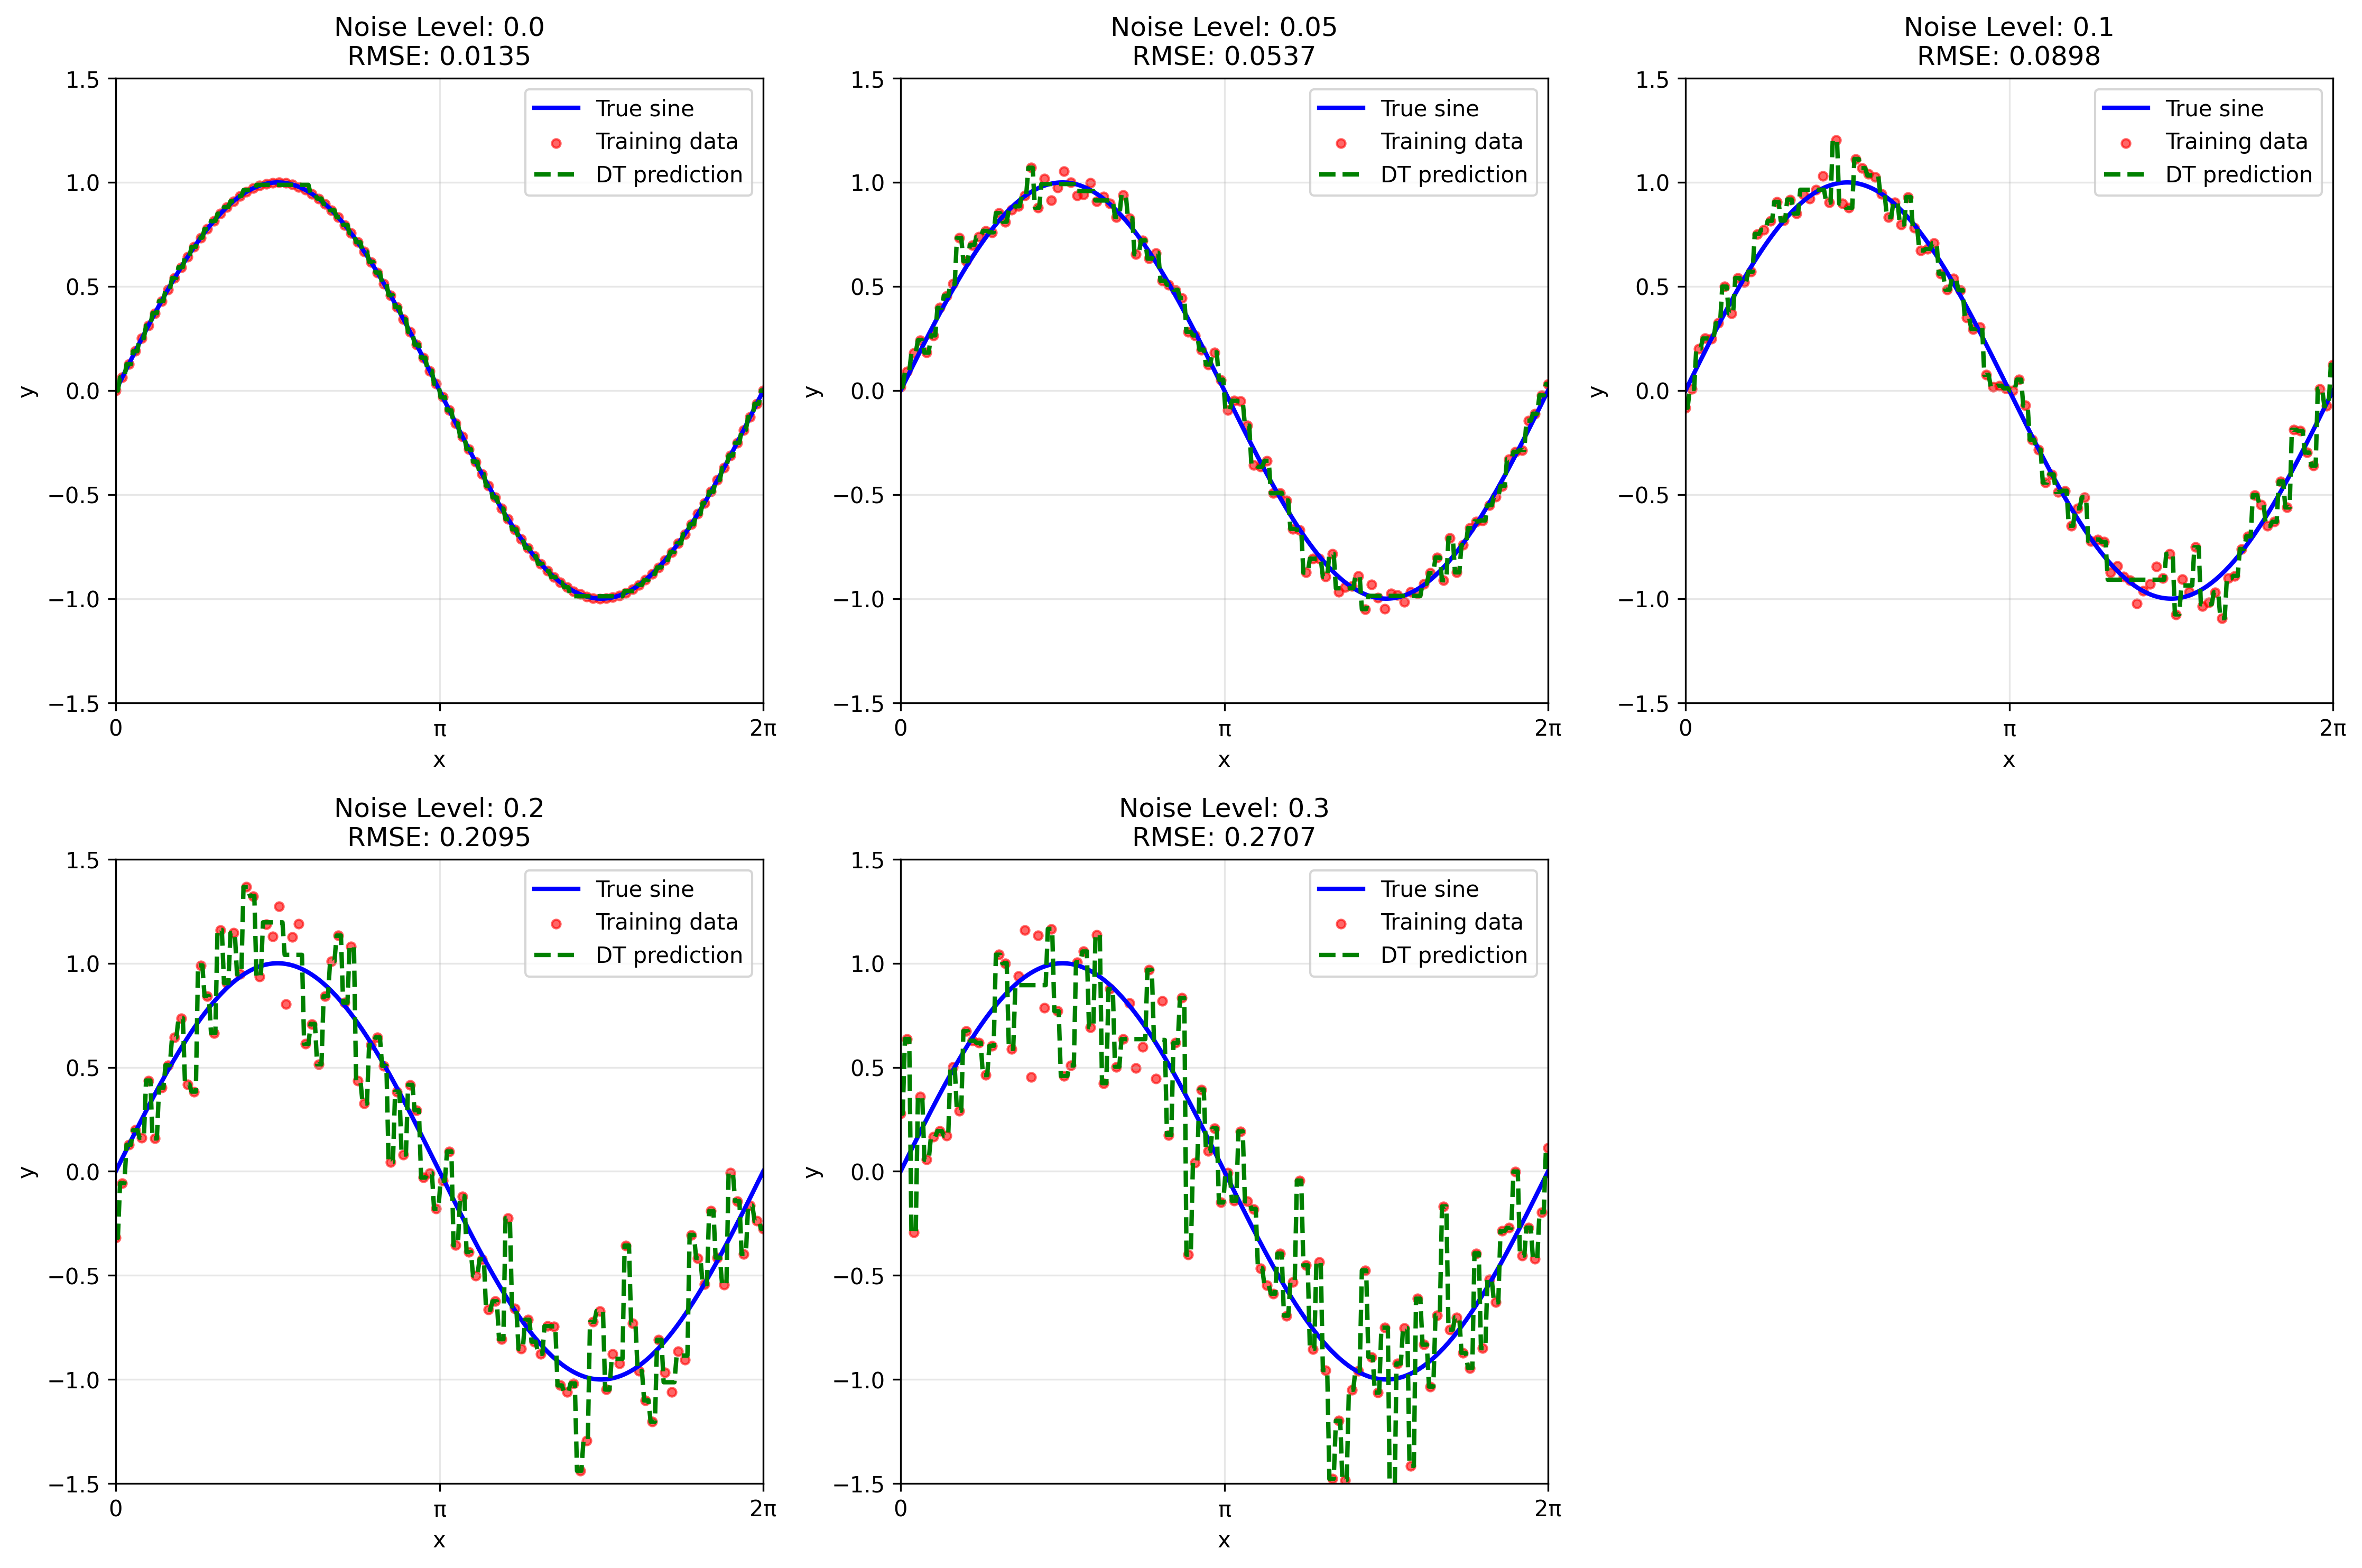 Noise Level: 0.0
RMSE: 0.0135
1.5
1.0
0.5
0.0
−0.5
−1.0
−1.5
y
0
π
2π
x
True sine
Training data
DT prediction
Noise Level: 0.05
RMSE: 0.0537
1.5
1.0
0.5
0.0
−0.5
−1.0
−1.5
y
0
π
2π
x
True sine
Training data
DT prediction
Noise Level: 0.1
RMSE: 0.0898
1.5
1.0
0.5
0.0
−0.5
−1.0
−1.5
y
0
π
2π
x
True sine
Training data
DT prediction
Noise Level: 0.2
RMSE: 0.2095
1.5
1.0
0.5
0.0
−0.5
−1.0
−1.5
y
0
π
2π
x
True sine
Training data
DT prediction
Noise Level: 0.3
RMSE: 0.2707
1.5
1.0
0.5
0.0
−0.5
−1.0
−1.5
y
0
π
2π
x
True sine
Training data
DT prediction